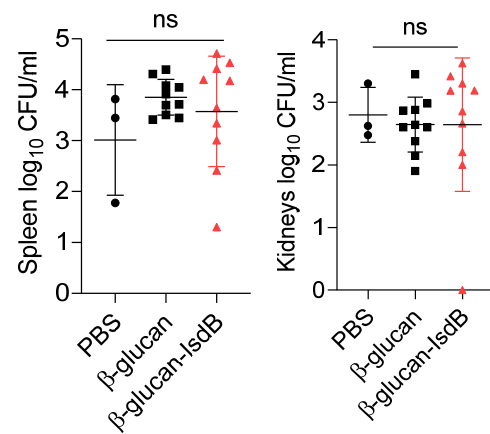 ns
5
4
3
2
1
0
Spleen log₁₀ CFU/ml
PBS
β-glucan
β-glucan-IsdB
ns
4
3
2
1
0
Kidneys log₁₀ CFU/ml
PBS
β-glucan
β-glucan-IsdB